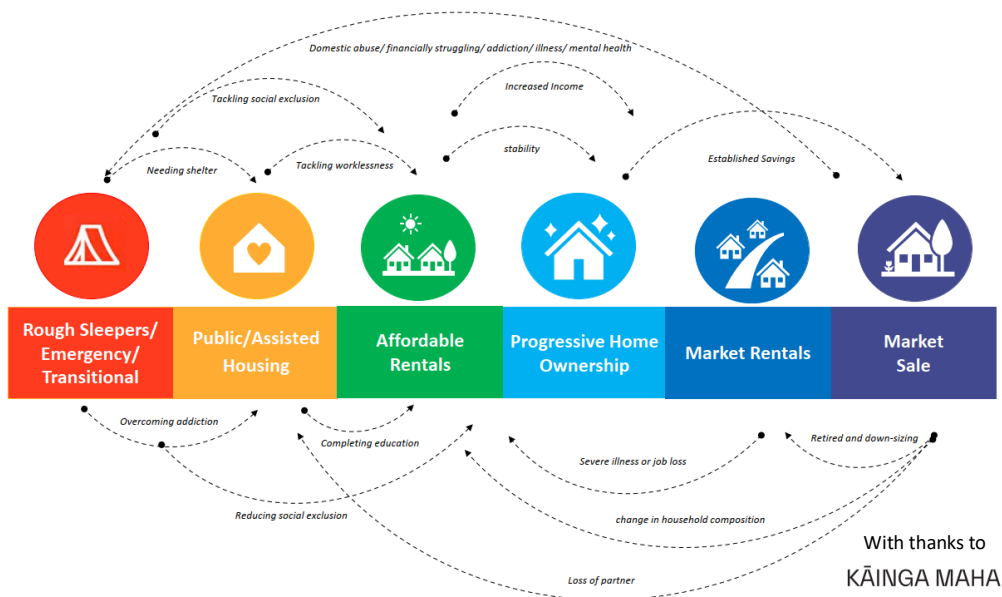 Domestic abuse/ financially struggling/ addiction/ illness/ mental health
Increased Income
Tackling social exclusion
stability
Established Savings
Needing shelter
Tackling worklessness
Rough Sleepers/
Emergency/
Transitional
Public/Assisted
Housing
Affordable
Rentals
Progressive Home
Ownership
Market Rentals
Market
Sale
Overcoming addiction
Completing education
Severe illness or job loss
Retired and down-sizing
Reducing social exclusion
change in household composition
Loss of partner
With thanks to
KĀINGA MAHA